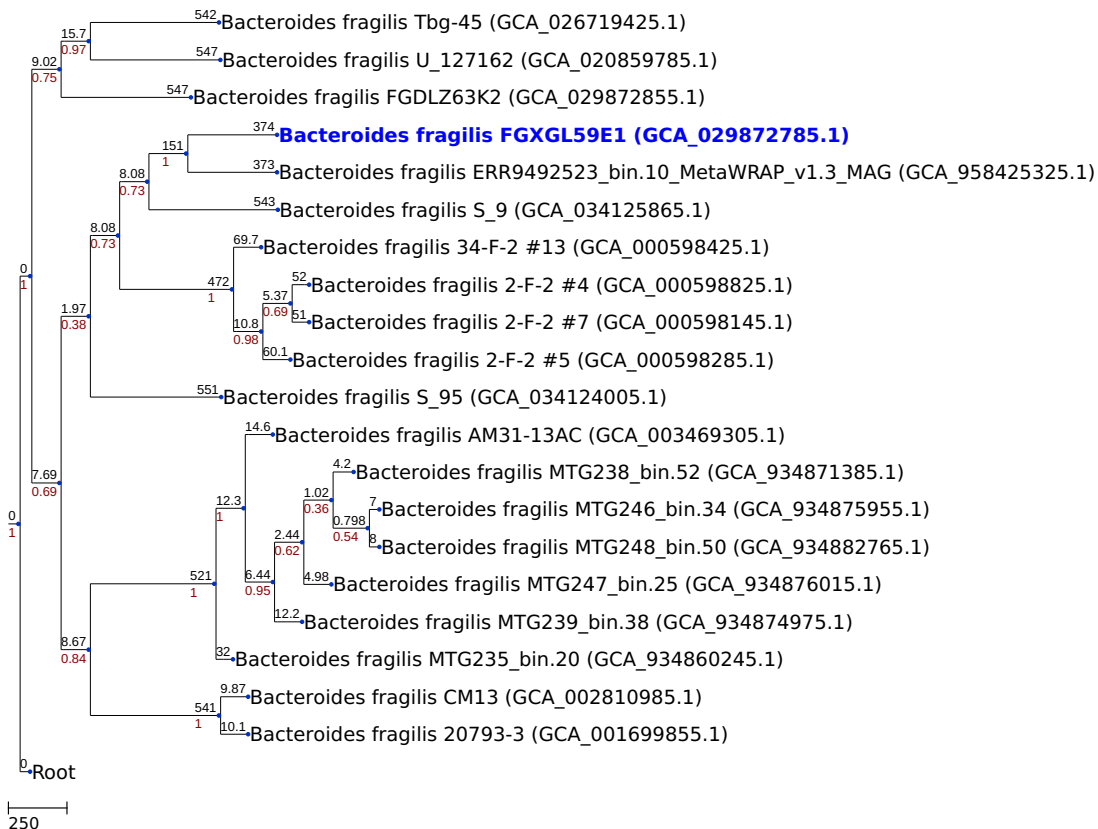 542 Bacteroides fragilis Tbg-45 (GCA_026719425.1)
15.7
0.97
547 Bacteroides fragilis U_127162 (GCA_020859785.1)
9.02
0.75
547 Bacteroides fragilis FGDLZ63K2 (GCA_029872855.1)
374 Bacteroides fragilis FGXGL59E1 (GCA_029872785.1)
151
1
373 Bacteroides fragilis ERR9492523_bin.10_MetaWRAP_v1.3_MAG (GCA_958425325.1)
8.08
0.73
543 Bacteroides fragilis S_9 (GCA_034125865.1)
8.08
0.73
69.7 Bacteroides fragilis 34-F-2 #13 (GCA_000598425.1)
0
1
472
1
52 Bacteroides fragilis 2-F-2 #4 (GCA_000598825.1)
5.37
0.69
1.97
0.38
51 Bacteroides fragilis 2-F-2 #7 (GCA_000598145.1)
10.8
0.98
60.1 Bacteroides fragilis 2-F-2 #5 (GCA_000598285.1)
551 Bacteroides fragilis S_95 (GCA_034124005.1)
14.6 Bacteroides fragilis AM31-13AC (GCA_003469305.1)
7.69
0.69
4.2 Bacteroides fragilis MTG238_bin.52 (GCA_934871385.1)
1.02
0.36
12.3
1
7 Bacteroides fragilis MTG246_bin.34 (GCA_934875955.1)
0
1
0.798
0.54
8 Bacteroides fragilis MTG248_bin.50 (GCA_934882765.1)
2.44
0.62
521
1
6.44
0.95
4.98 Bacteroides fragilis MTG247_bin.25 (GCA_934876015.1)
12.2 Bacteroides fragilis MTG239_bin.38 (GCA_934874975.1)
8.67
0.84
32 Bacteroides fragilis MTG235_bin.20 (GCA_934860245.1)
9.87 Bacteroides fragilis CM13 (GCA_002810985.1)
541
1
10.1 Bacteroides fragilis 20793-3 (GCA_001699855.1)
0 Root
250